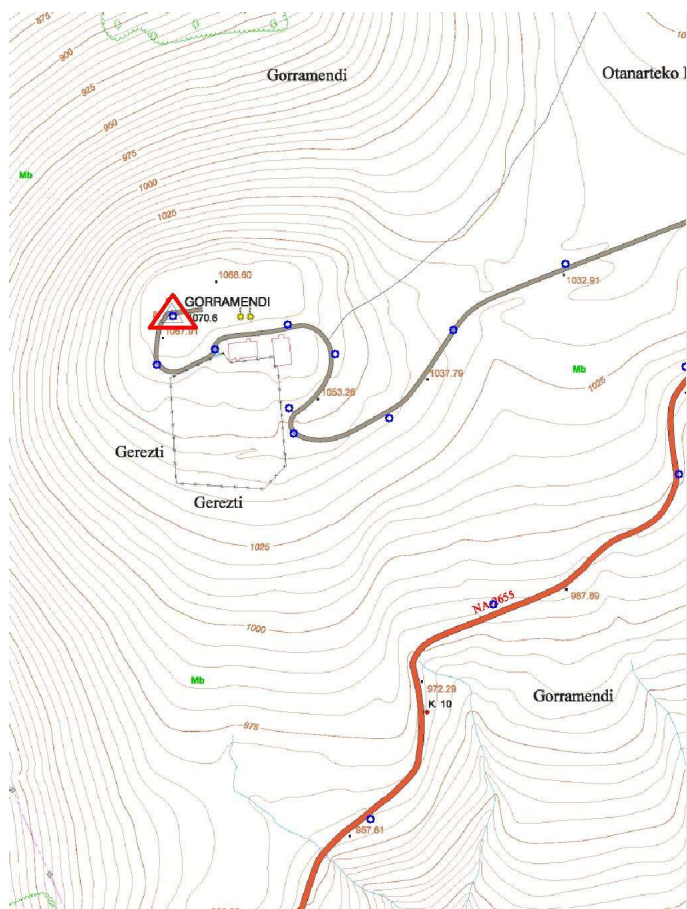 875
900
925
950
975
1000
1025
Gorramendi
Otanarteko
Mb
1068.60
GORRAMENDI
1070.6
1067.91
1032.91
Mb
1037.79
1025
1053.26
Gerezti
Gerezti
1025
NA-2655
987.89
1000
Mb
972.29
K. 10
Gorramendi
975
957.61